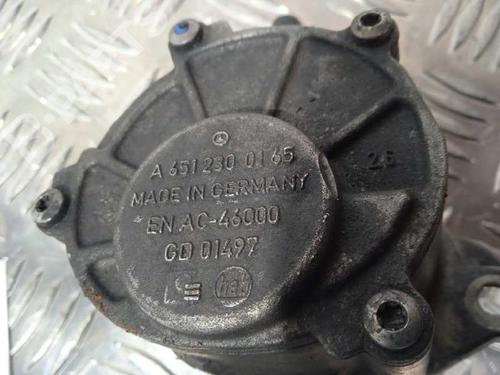 A 651 230 01 65
MADE IN GERMANY
EN AC-46000
GD 01497
26